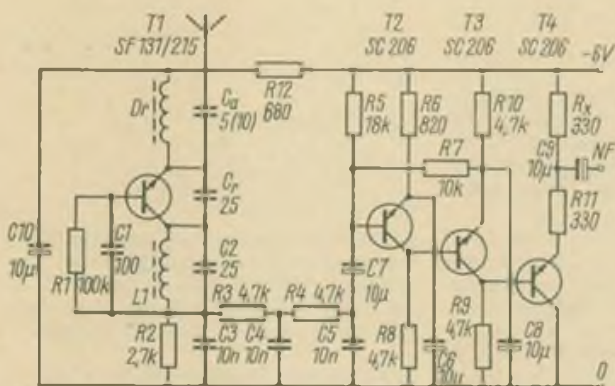 T1
SF 131/215
T2
SC 206
T3
SC 206
T4
SC 206
-6V
Dr
Ca
5(10)
R12
680
R5
18k
R6
820
R10
4,7k
Rx
330
R7
10k
C9
10µ
NF
R11
330
Cr
25
C10
10µ
R1
100k
C1
100
C2
25
L1
C7
10µ
R3 4,7k
R4 4,7k
R2
2,7k
C3
10n
C4
10n
C5
10n
R8
4,7k
C6
10µ
R9
4,7k
C8
10µ
0